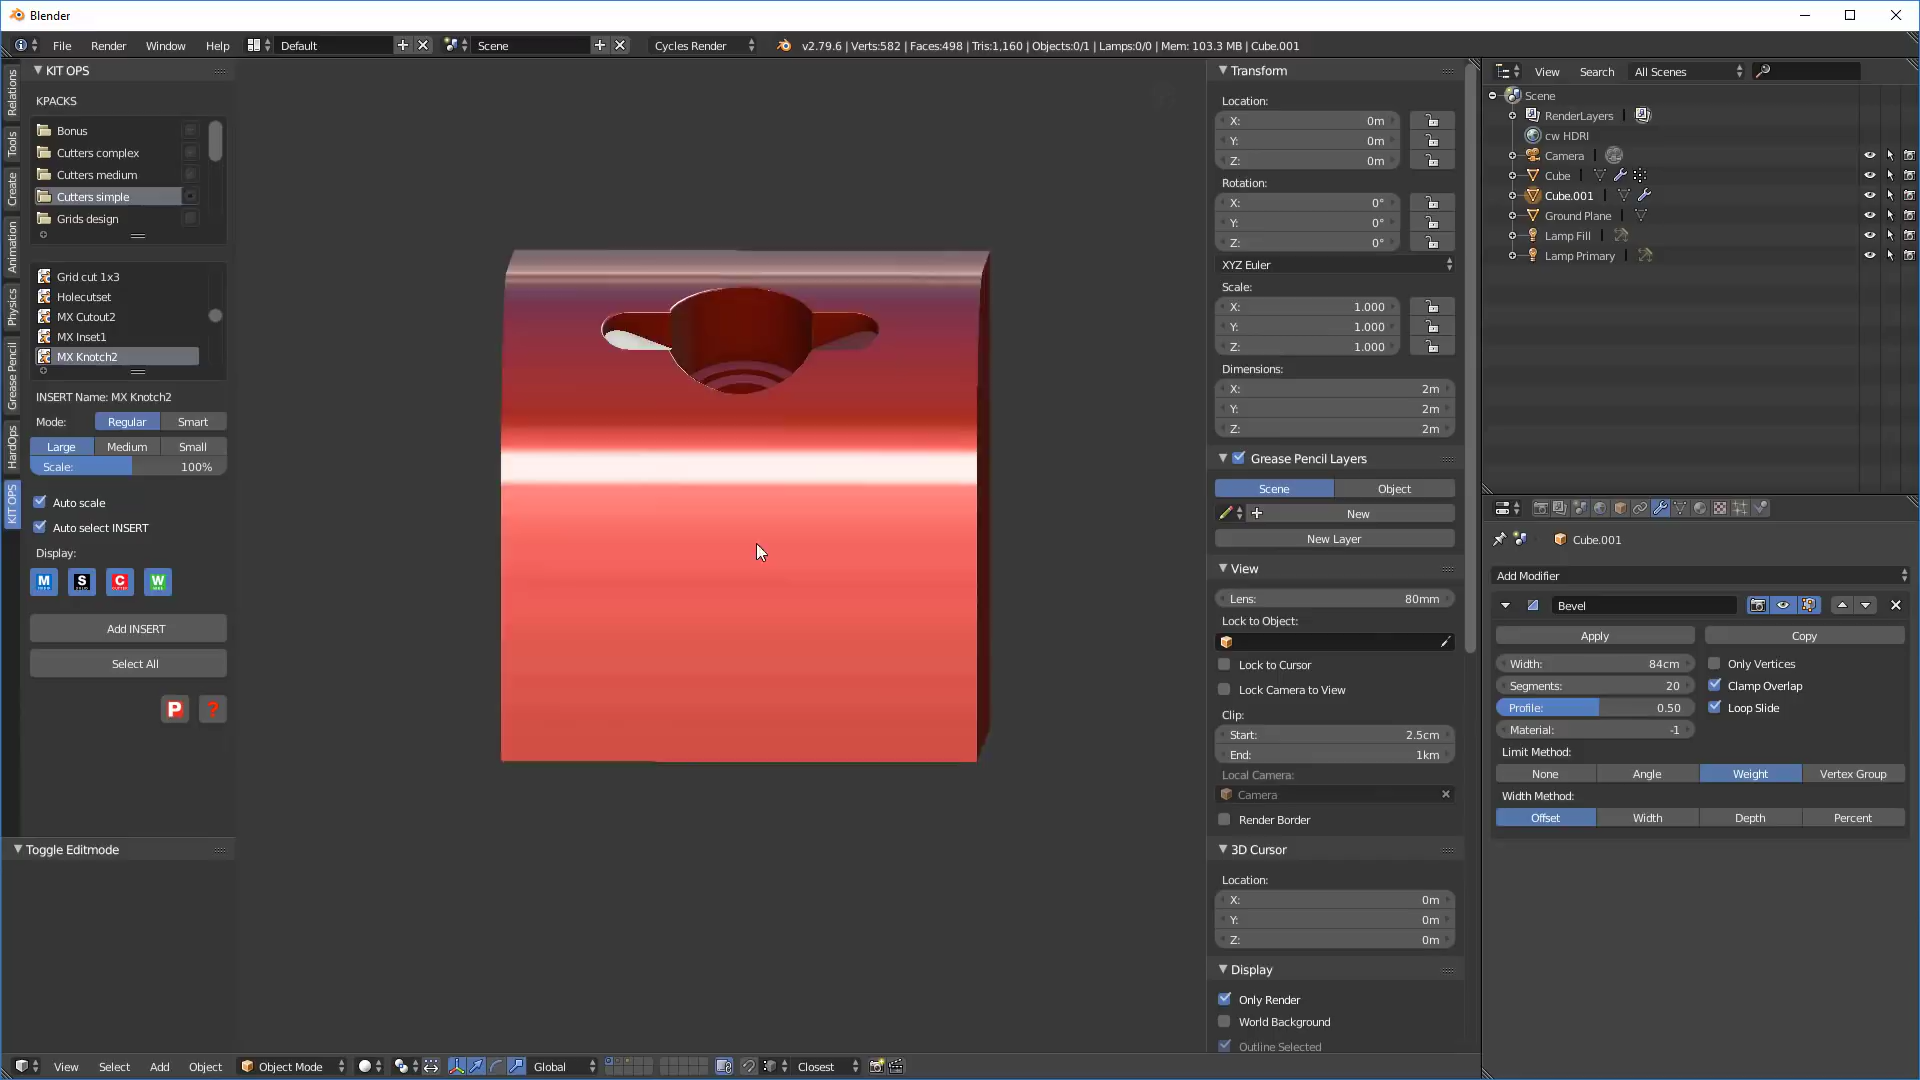 Blender
File Render Window Help Default Scene Cycles Render v2.79.6 | Verts:582 | Faces:498 | Tris:1,160 | Objects:0/1 | Lamps:0/0 | Mem: 103.3 MB | Cube.001
Relations
Tools
Create
Animation
Physics
Grease Pencil
HardOps
KIT OPS
KIT OPS
KPACKS
Bonus
Cutters complex
Cutters medium
Cutters simple
Grids design
Grid cut 1x3
Holecutset
MX Cutout2
MX Inset1
MX Knotch2
INSERT Name: MX Knotch2
Mode: Regular Smart
Large Medium Small
Scale: 100%
Auto scale
Auto select INSERT
Display:
M S C W
Add INSERT
Select All
P ?
Toggle Editmode
Transform
Location:
X: 0m
Y: 0m
Z: 0m
Rotation:
X: 0°
Y: 0°
Z: 0°
XYZ Euler
Scale:
X: 1.000
Y: 1.000
Z: 1.000
Dimensions:
X: 2m
Y: 2m
Z: 2m
Grease Pencil Layers
Scene Object
New
New Layer
View
Lens: 80mm
Lock to Object:
Lock to Cursor
Lock Camera to View
Clip:
Start: 2.5cm
End: 1km
Local Camera:
Camera
Render Border
3D Cursor
Location:
X: 0m
Y: 0m
Z: 0m
Display
Only Render
World Background
Outline Selected
View Search All Scenes
Scene
RenderLayers
cw HDRI
Camera
Cube
Cube.001
Ground Plane
Lamp Fill
Lamp Primary
Cube.001
Add Modifier
Bevel
Apply Copy
Width: 84cm Only Vertices
Segments: 20 Clamp Overlap
Profile: 0.50 Loop Slide
Material: -1
Limit Method:
None Angle Weight Vertex Group
Width Method:
Offset Width Depth Percent
View Select Add Object Object Mode Global Closest